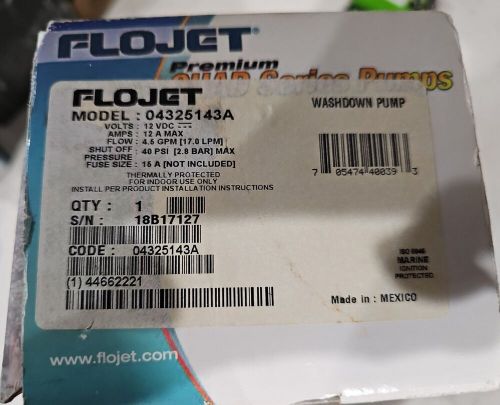 FLOJET®
Premium
QUAD Series Pumps
FLOJET
WASHDOWN PUMP
MODEL : 04325143A
VOLTS : 12 VDC
AMPS : 12 A MAX
FLOW : 4.5 GPM [17.0 LPM]
SHUT OFF : 40 PSI [2.8 BAR] MAX
PRESSURE
FUSE SIZE : 15 A [NOT INCLUDED]
7 05474 40039 3
THERMALLY PROTECTED
FOR INDOOR USE ONLY
INSTALL PER PRODUCT INSTALLATION INSTRUCTIONS
QTY : 1
S/N : 18B17127
CODE : 04325143A
ISO 8846
MARINE
IGNITION
PROTECTED
(1) 44662221
Made in : MEXICO
www.flojet.com